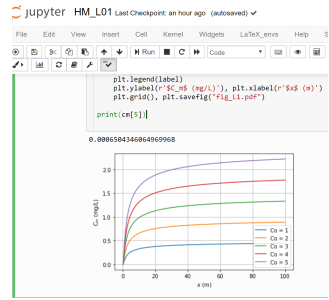 jupyter HM_L01 Last Checkpoint: an hour ago (autosaved)
File Edit View Insert Cell Kernel Widgets LaTeX_envs Help
Run Code
plt.legend(label)
plt.ylabel(r'$C_m$ (mg/L)'), plt.xlabel(r'$x$ (m)')
plt.grid(), plt.savefig("fig_L1.pdf")
print(cm[5])
0.0006504346064969968
2.0
1.5
1.0
0.5
0.0
Cm (mg/L)
Co = 1
Co = 2
Co = 3
Co = 4
Co = 5
0 20 40 60 80 100
x (m)